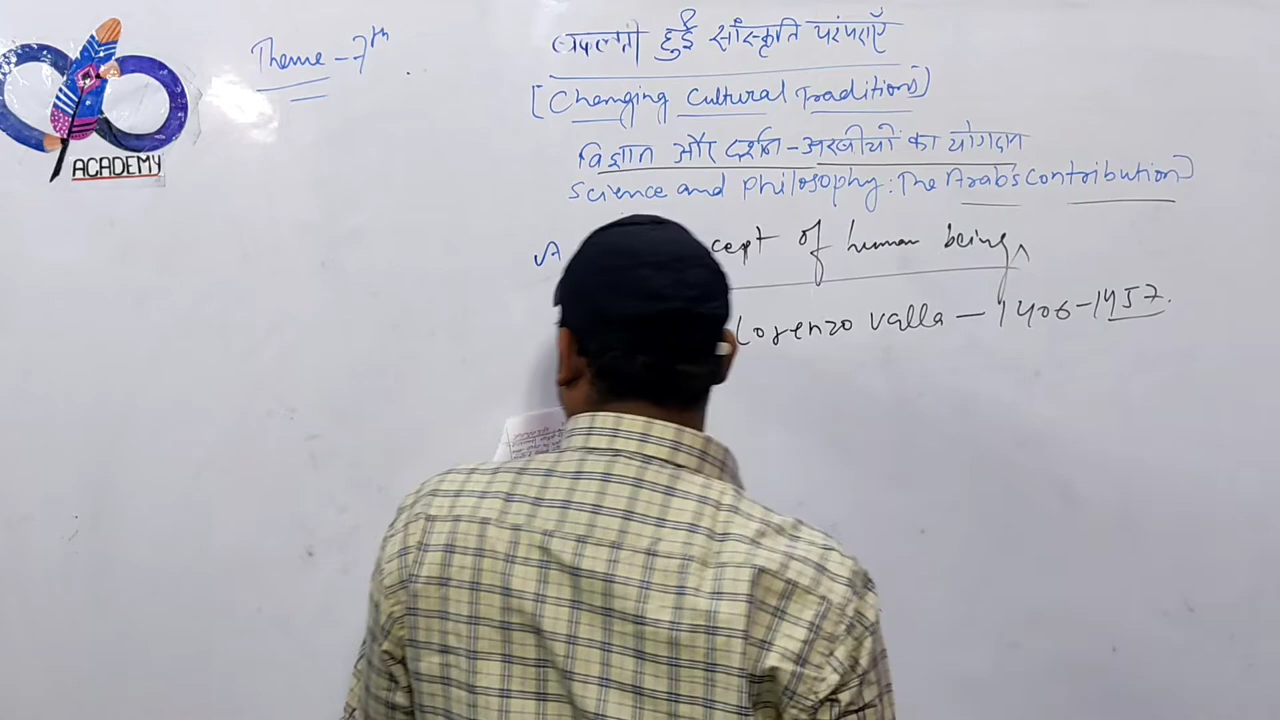 ACADEMY
Theme - 7th
बदलती हुई सांस्कृति परंपराएँ
[Changing Cultural Traditions]
विज्ञान और दर्शन - अरबीयों का योगदान
Science and Philosophy: The Arab's Contribution]
A cept of human beings
Lorenzo Valla - 1406-1457.